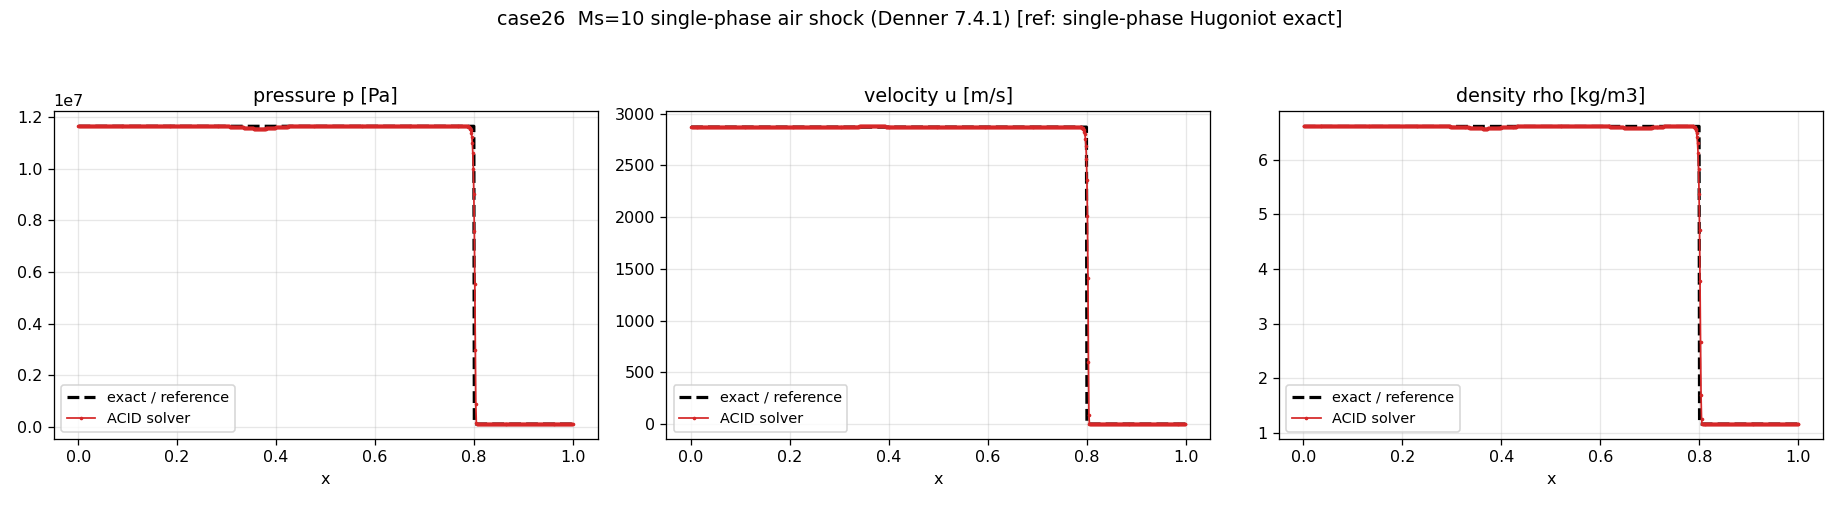 case26  Ms=10 single-phase air shock (Denner 7.4.1) [ref: single-phase Hugoniot exact]
pressure p [Pa]
1e7
1.2
1.0
0.8
0.6
0.4
0.2
0.0
exact / reference
ACID solver
0.0 0.2 0.4 0.6 0.8 1.0
x
velocity u [m/s]
3000
2500
2000
1500
1000
500
0
exact / reference
ACID solver
0.0 0.2 0.4 0.6 0.8 1.0
x
density rho [kg/m3]
6
5
4
3
2
1
exact / reference
ACID solver
0.0 0.2 0.4 0.6 0.8 1.0
x